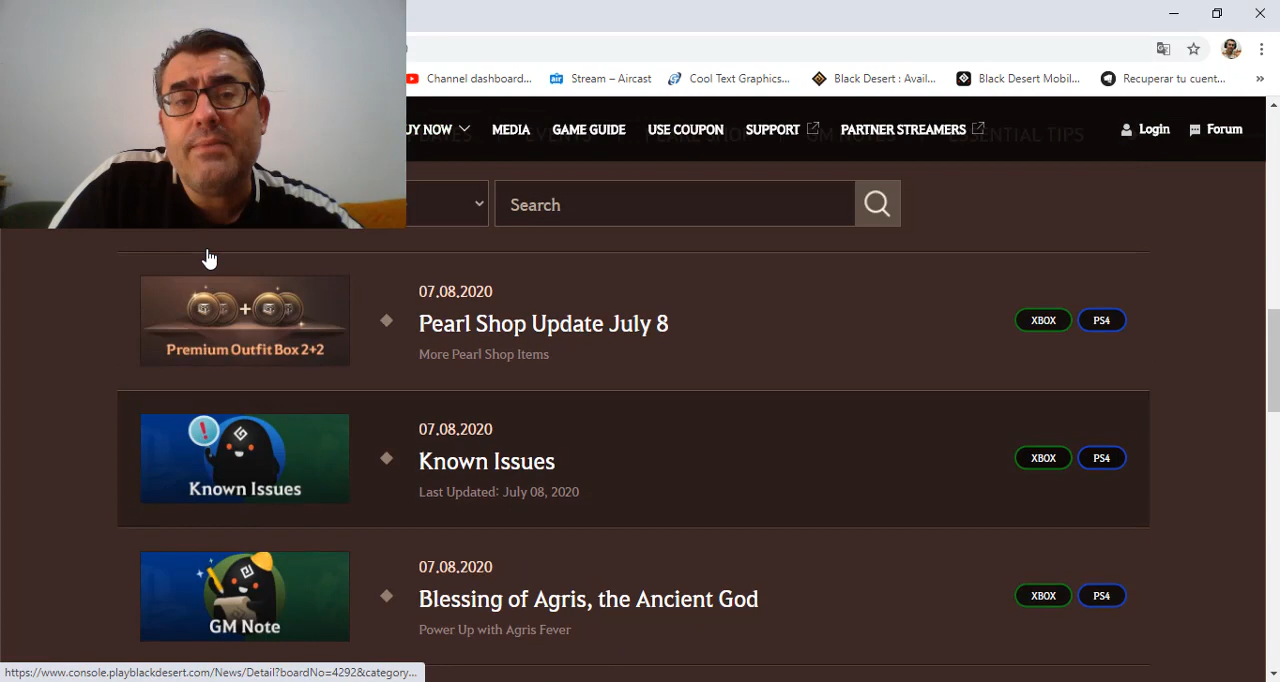 Channel dashboard...
Stream – Aircast
Cool Text Graphics...
Black Desert : Avail...
Black Desert Mobil...
Recuperar tu cuent...
»
UY NOW
MEDIA
GAME GUIDE
USE COUPON
SUPPORT
PARTNER STREAMERS
Login
Forum
Search
Premium Outfit Box 2+2
07.08.2020
Pearl Shop Update July 8
More Pearl Shop Items
XBOX
PS4
Known Issues
07.08.2020
Known Issues
Last Updated: July 08, 2020
XBOX
PS4
GM Note
07.08.2020
Blessing of Agris, the Ancient God
Power Up with Agris Fever
XBOX
PS4
https://www.console.playblackdesert.com/News/Detail?boardNo=4292&category...